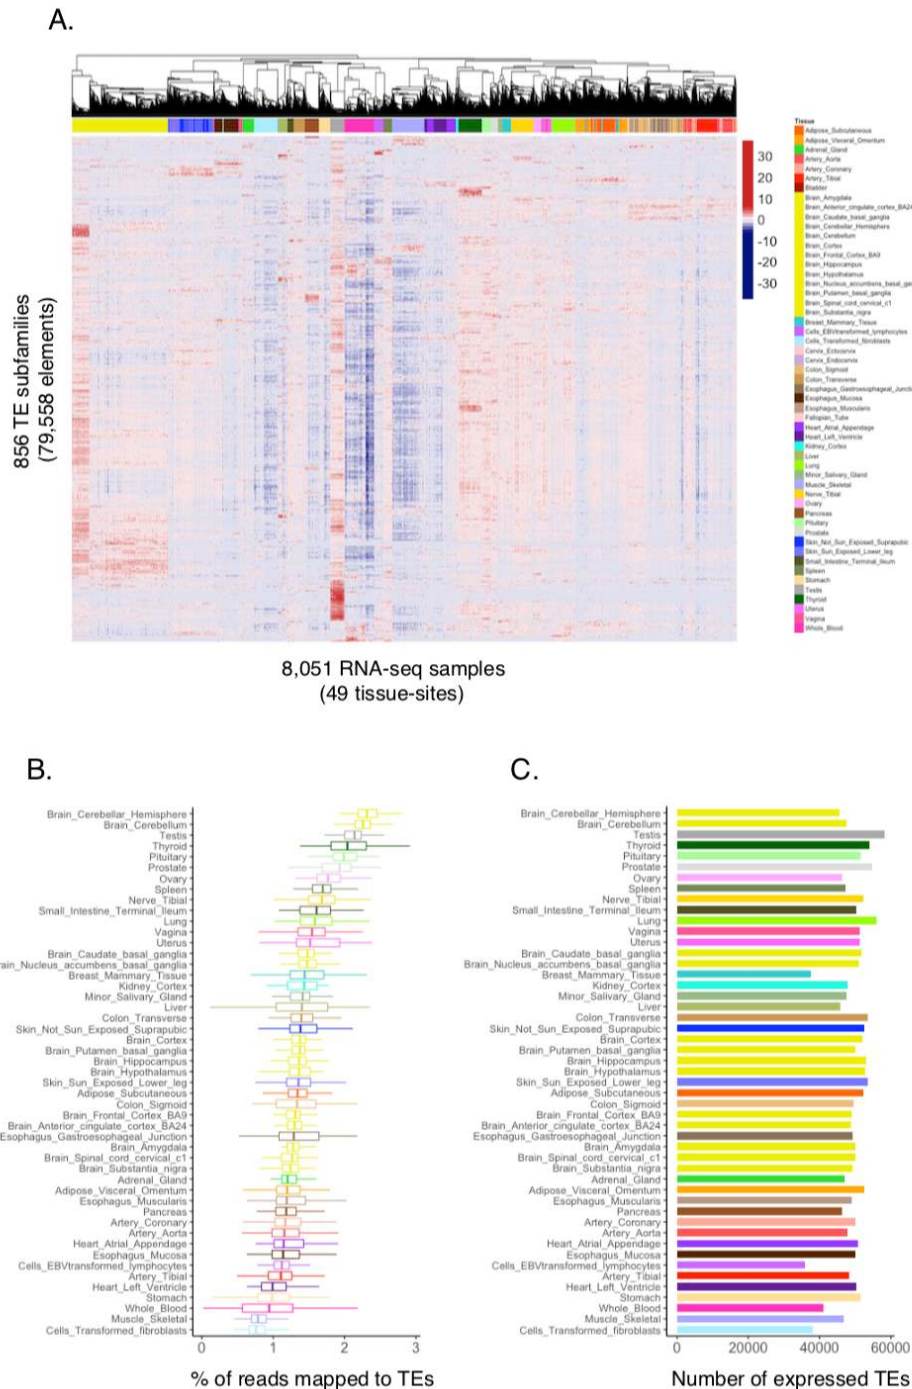 A.
856 TE subfamilies
(79,558 elements)
30
20
10
0
-10
-20
-30
Tissue
Adipose_Subcutaneous
Adipose_Visceral_Omentum
Adrenal_Gland
Artery_Aorta
Artery_Coronary
Artery_Tibial
Bladder
Brain_Amygdala
Brain_Anterior_cingulate_cortex_BA24
Brain_Caudate_basal_ganglia
Brain_Cerebellar_Hemisphere
Brain_Cerebellum
Brain_Cortex
Brain_Frontal_Cortex_BA9
Brain_Hippocampus
Brain_Hypothalamus
Brain_Nucleus_accumbens_basal_ga
Brain_Putamen_basal_ganglia
Brain_Spinal_cord_cervical_c1
Brain_Substantia_nigra
Breast_Mammary_Tissue
Cells_EBVtransformed_lymphocytes
Cells_Transformed_fibroblasts
Cervix_Ectocervix
Cervix_Endocervix
Colon_Sigmoid
Colon_Transverse
Esophagus_Gastroesophageal_Juncti
Esophagus_Mucosa
Esophagus_Muscularis
Fallopian_Tube
Heart_Atrial_Appendage
Heart_Left_Ventricle
Kidney_Cortex
Liver
Lung
Minor_Salivary_Gland
Muscle_Skeletal
Nerve_Tibial
Ovary
Pancreas
Pituitary
Prostate
Skin_Not_Sun_Exposed_Suprapubic
Skin_Sun_Exposed_Lower_leg
Small_Intestine_Terminal_Ileum
Spleen
Stomach
Testis
Thyroid
Uterus
Vagina
Whole_Blood
8,051 RNA-seq samples
(49 tissue-sites)
B.
Brain_Cerebellar_Hemisphere
Brain_Cerebellum
Testis
Thyroid
Pituitary
Prostate
Ovary
Spleen
Nerve_Tibial
Small_Intestine_Terminal_Ileum
Lung
Vagina
Uterus
Brain_Caudate_basal_ganglia
rain_Nucleus_accumbens_basal_ganglia
Breast_Mammary_Tissue
Kidney_Cortex
Minor_Salivary_Gland
Liver
Colon_Transverse
Skin_Not_Sun_Exposed_Suprapubic
Brain_Cortex
Brain_Putamen_basal_ganglia
Brain_Hippocampus
Brain_Hypothalamus
Skin_Sun_Exposed_Lower_leg
Adipose_Subcutaneous
Colon_Sigmoid
Brain_Frontal_Cortex_BA9
Brain_Anterior_cingulate_cortex_BA24
Esophagus_Gastroesophageal_Junction
Brain_Amygdala
Brain_Spinal_cord_cervical_c1
Brain_Substantia_nigra
Adrenal_Gland
Adipose_Visceral_Omentum
Esophagus_Muscularis
Pancreas
Artery_Coronary
Artery_Aorta
Heart_Atrial_Appendage
Esophagus_Mucosa
Cells_EBVtransformed_lymphocytes
Artery_Tibial
Heart_Left_Ventricle
Stomach
Whole_Blood
Muscle_Skeletal
Cells_Transformed_fibroblasts
0 1 2 3
% of reads mapped to TEs
C.
Brain_Cerebellar_Hemisphere
Brain_Cerebellum
Testis
Thyroid
Pituitary
Prostate
Ovary
Spleen
Nerve_Tibial
Small_Intestine_Terminal_Ileum
Lung
Vagina
Uterus
Brain_Caudate_basal_ganglia
Brain_Nucleus_accumbens_basal_ganglia
Breast_Mammary_Tissue
Kidney_Cortex
Minor_Salivary_Gland
Liver
Colon_Transverse
Skin_Not_Sun_Exposed_Suprapubic
Brain_Cortex
Brain_Putamen_basal_ganglia
Brain_Hippocampus
Brain_Hypothalamus
Skin_Sun_Exposed_Lower_leg
Adipose_Subcutaneous
Colon_Sigmoid
Brain_Frontal_Cortex_BA9
Brain_Anterior_cingulate_cortex_BA24
Esophagus_Gastroesophageal_Junction
Brain_Amygdala
Brain_Spinal_cord_cervical_c1
Brain_Substantia_nigra
Adrenal_Gland
Adipose_Visceral_Omentum
Esophagus_Muscularis
Pancreas
Artery_Coronary
Artery_Aorta
Heart_Atrial_Appendage
Esophagus_Mucosa
Cells_EBVtransformed_lymphocytes
Artery_Tibial
Heart_Left_Ventricle
Stomach
Whole_Blood
Muscle_Skeletal
Cells_Transformed_fibroblasts
0 20000 40000 60000
Number of expressed TEs